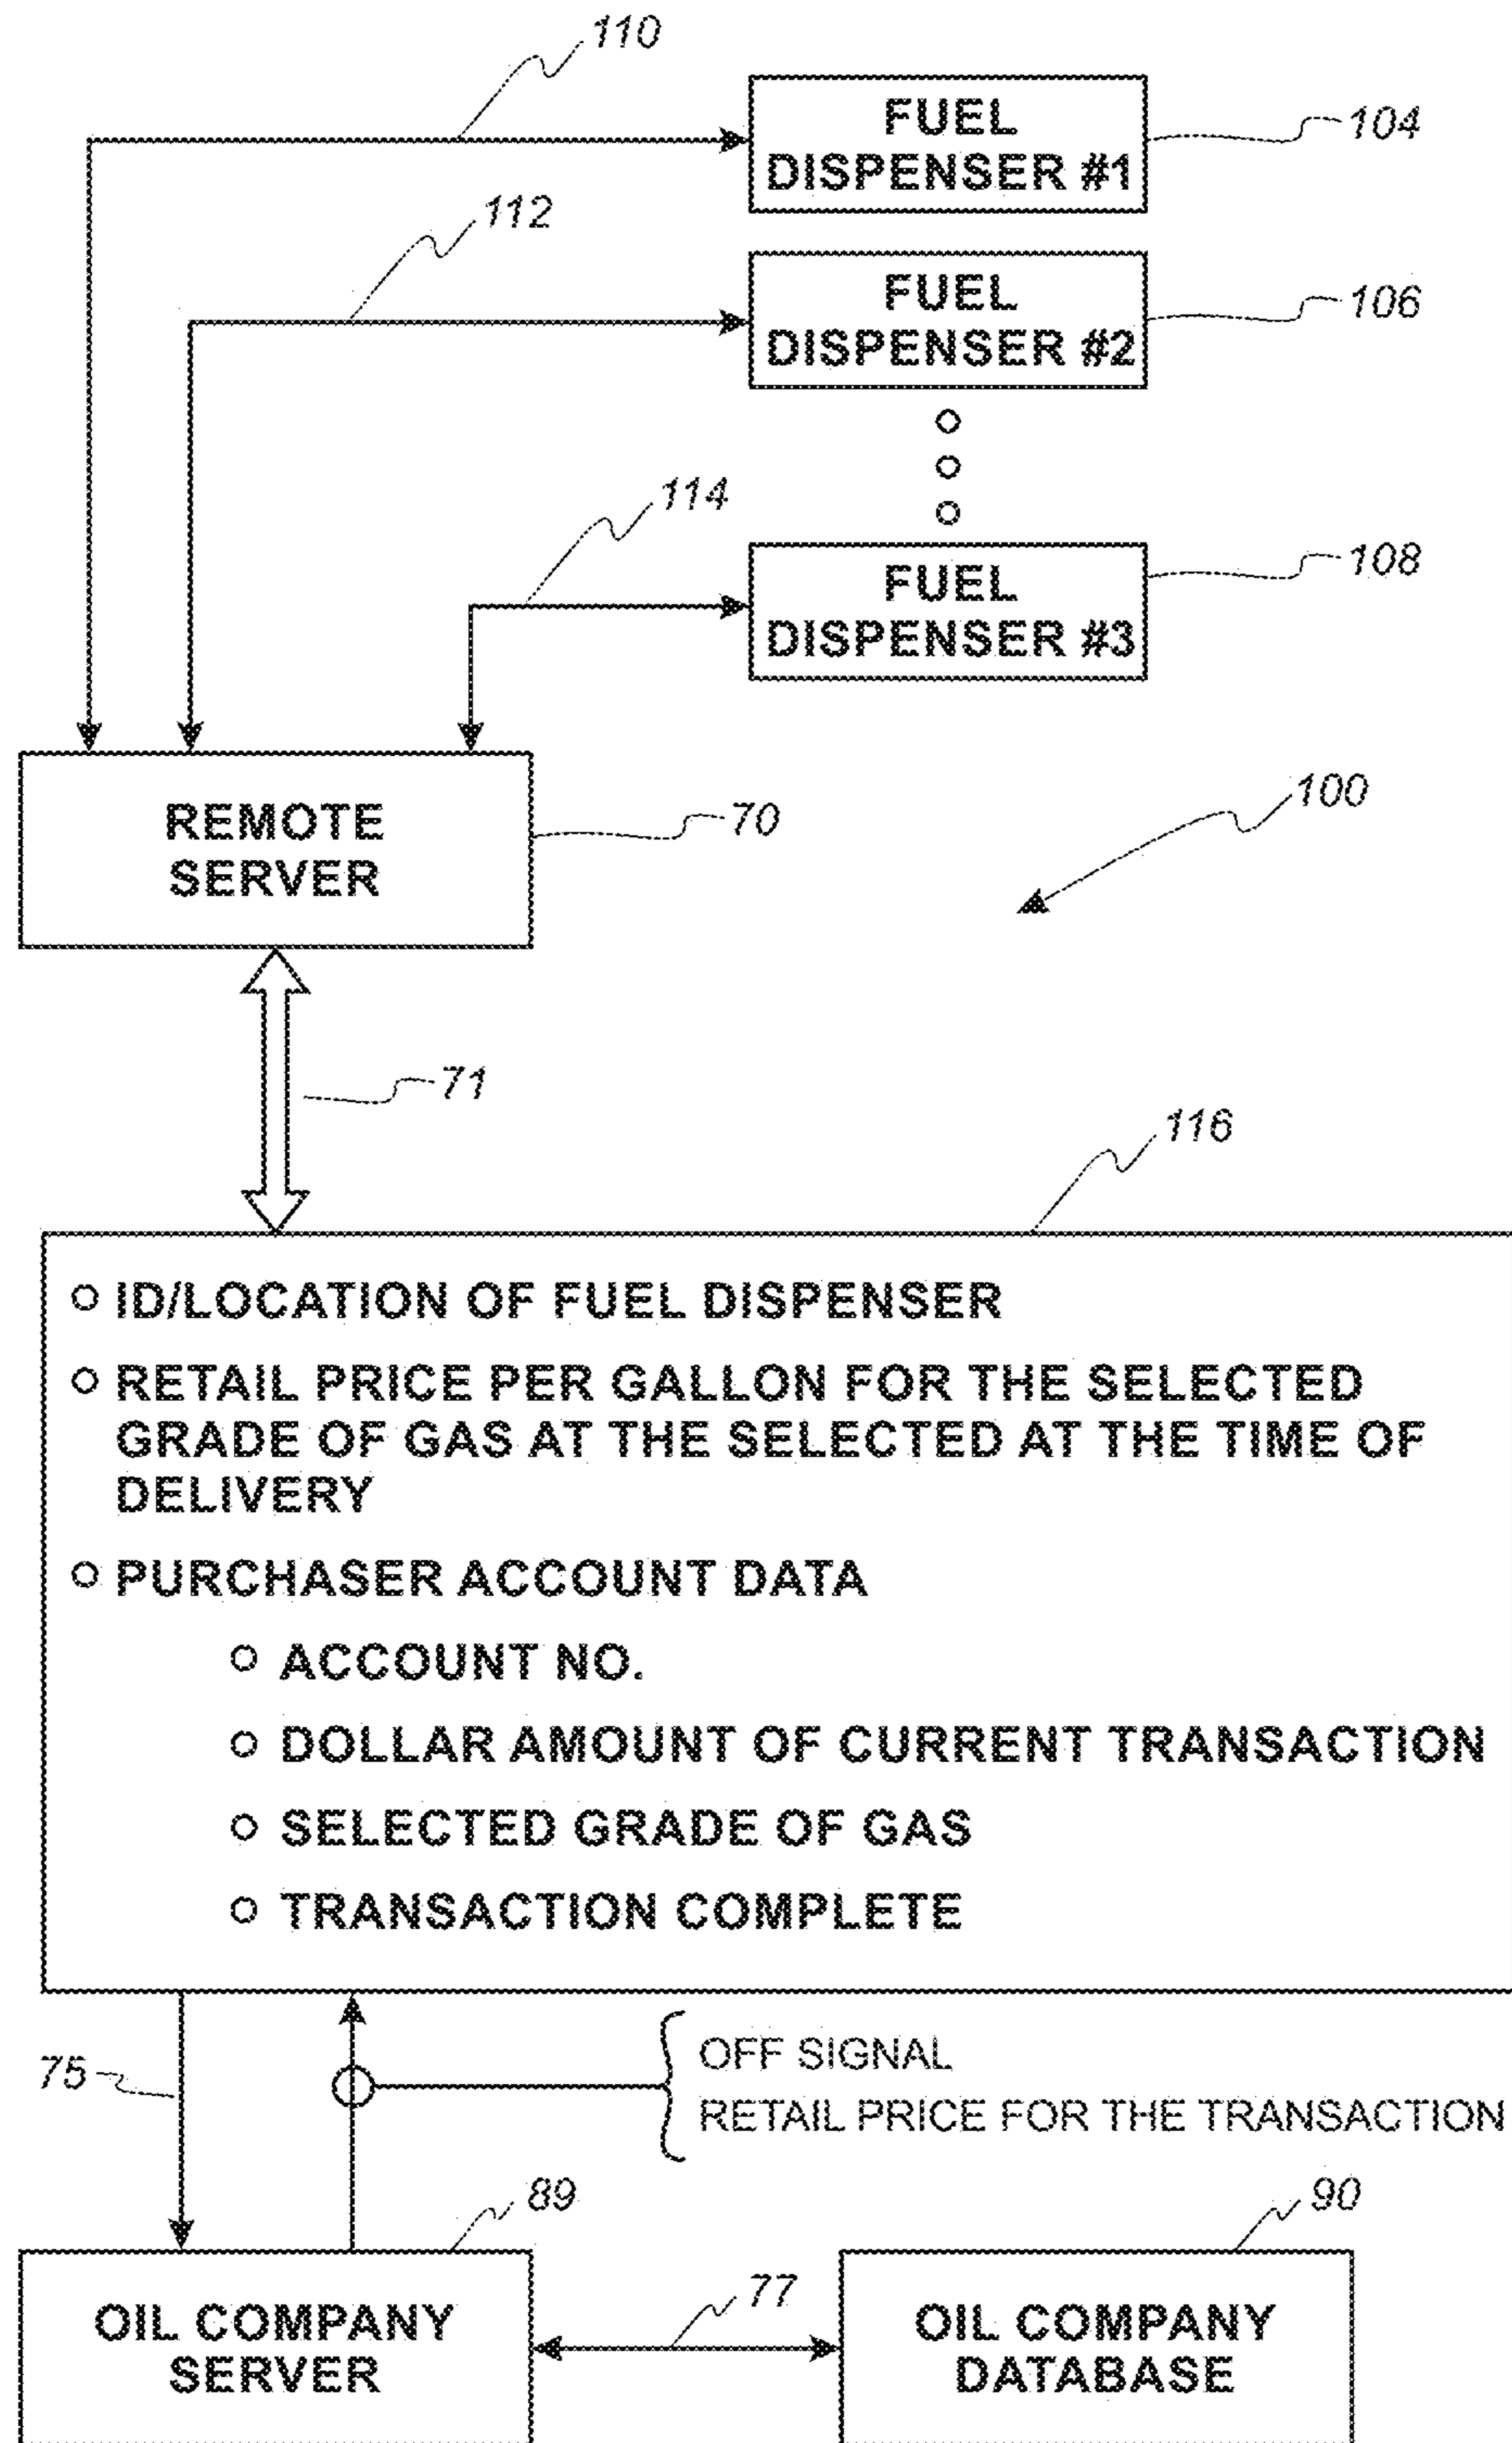 110
FUEL
DISPENSER #1
104
112
FUEL
DISPENSER #2
106
114
FUEL
DISPENSER #3
108
REMOTE
SERVER
70
100
71
116
ID/LOCATION OF FUEL DISPENSER
RETAIL PRICE PER GALLON FOR THE SELECTED
GRADE OF GAS AT THE SELECTED AT THE TIME OF
DELIVERY
PURCHASER ACCOUNT DATA
ACCOUNT NO.
DOLLAR AMOUNT OF CURRENT TRANSACTION
SELECTED GRADE OF GAS
TRANSACTION COMPLETE
75
OFF SIGNAL
RETAIL PRICE FOR THE TRANSACTION
89
90
OIL COMPANY
SERVER
77
OIL COMPANY
DATABASE